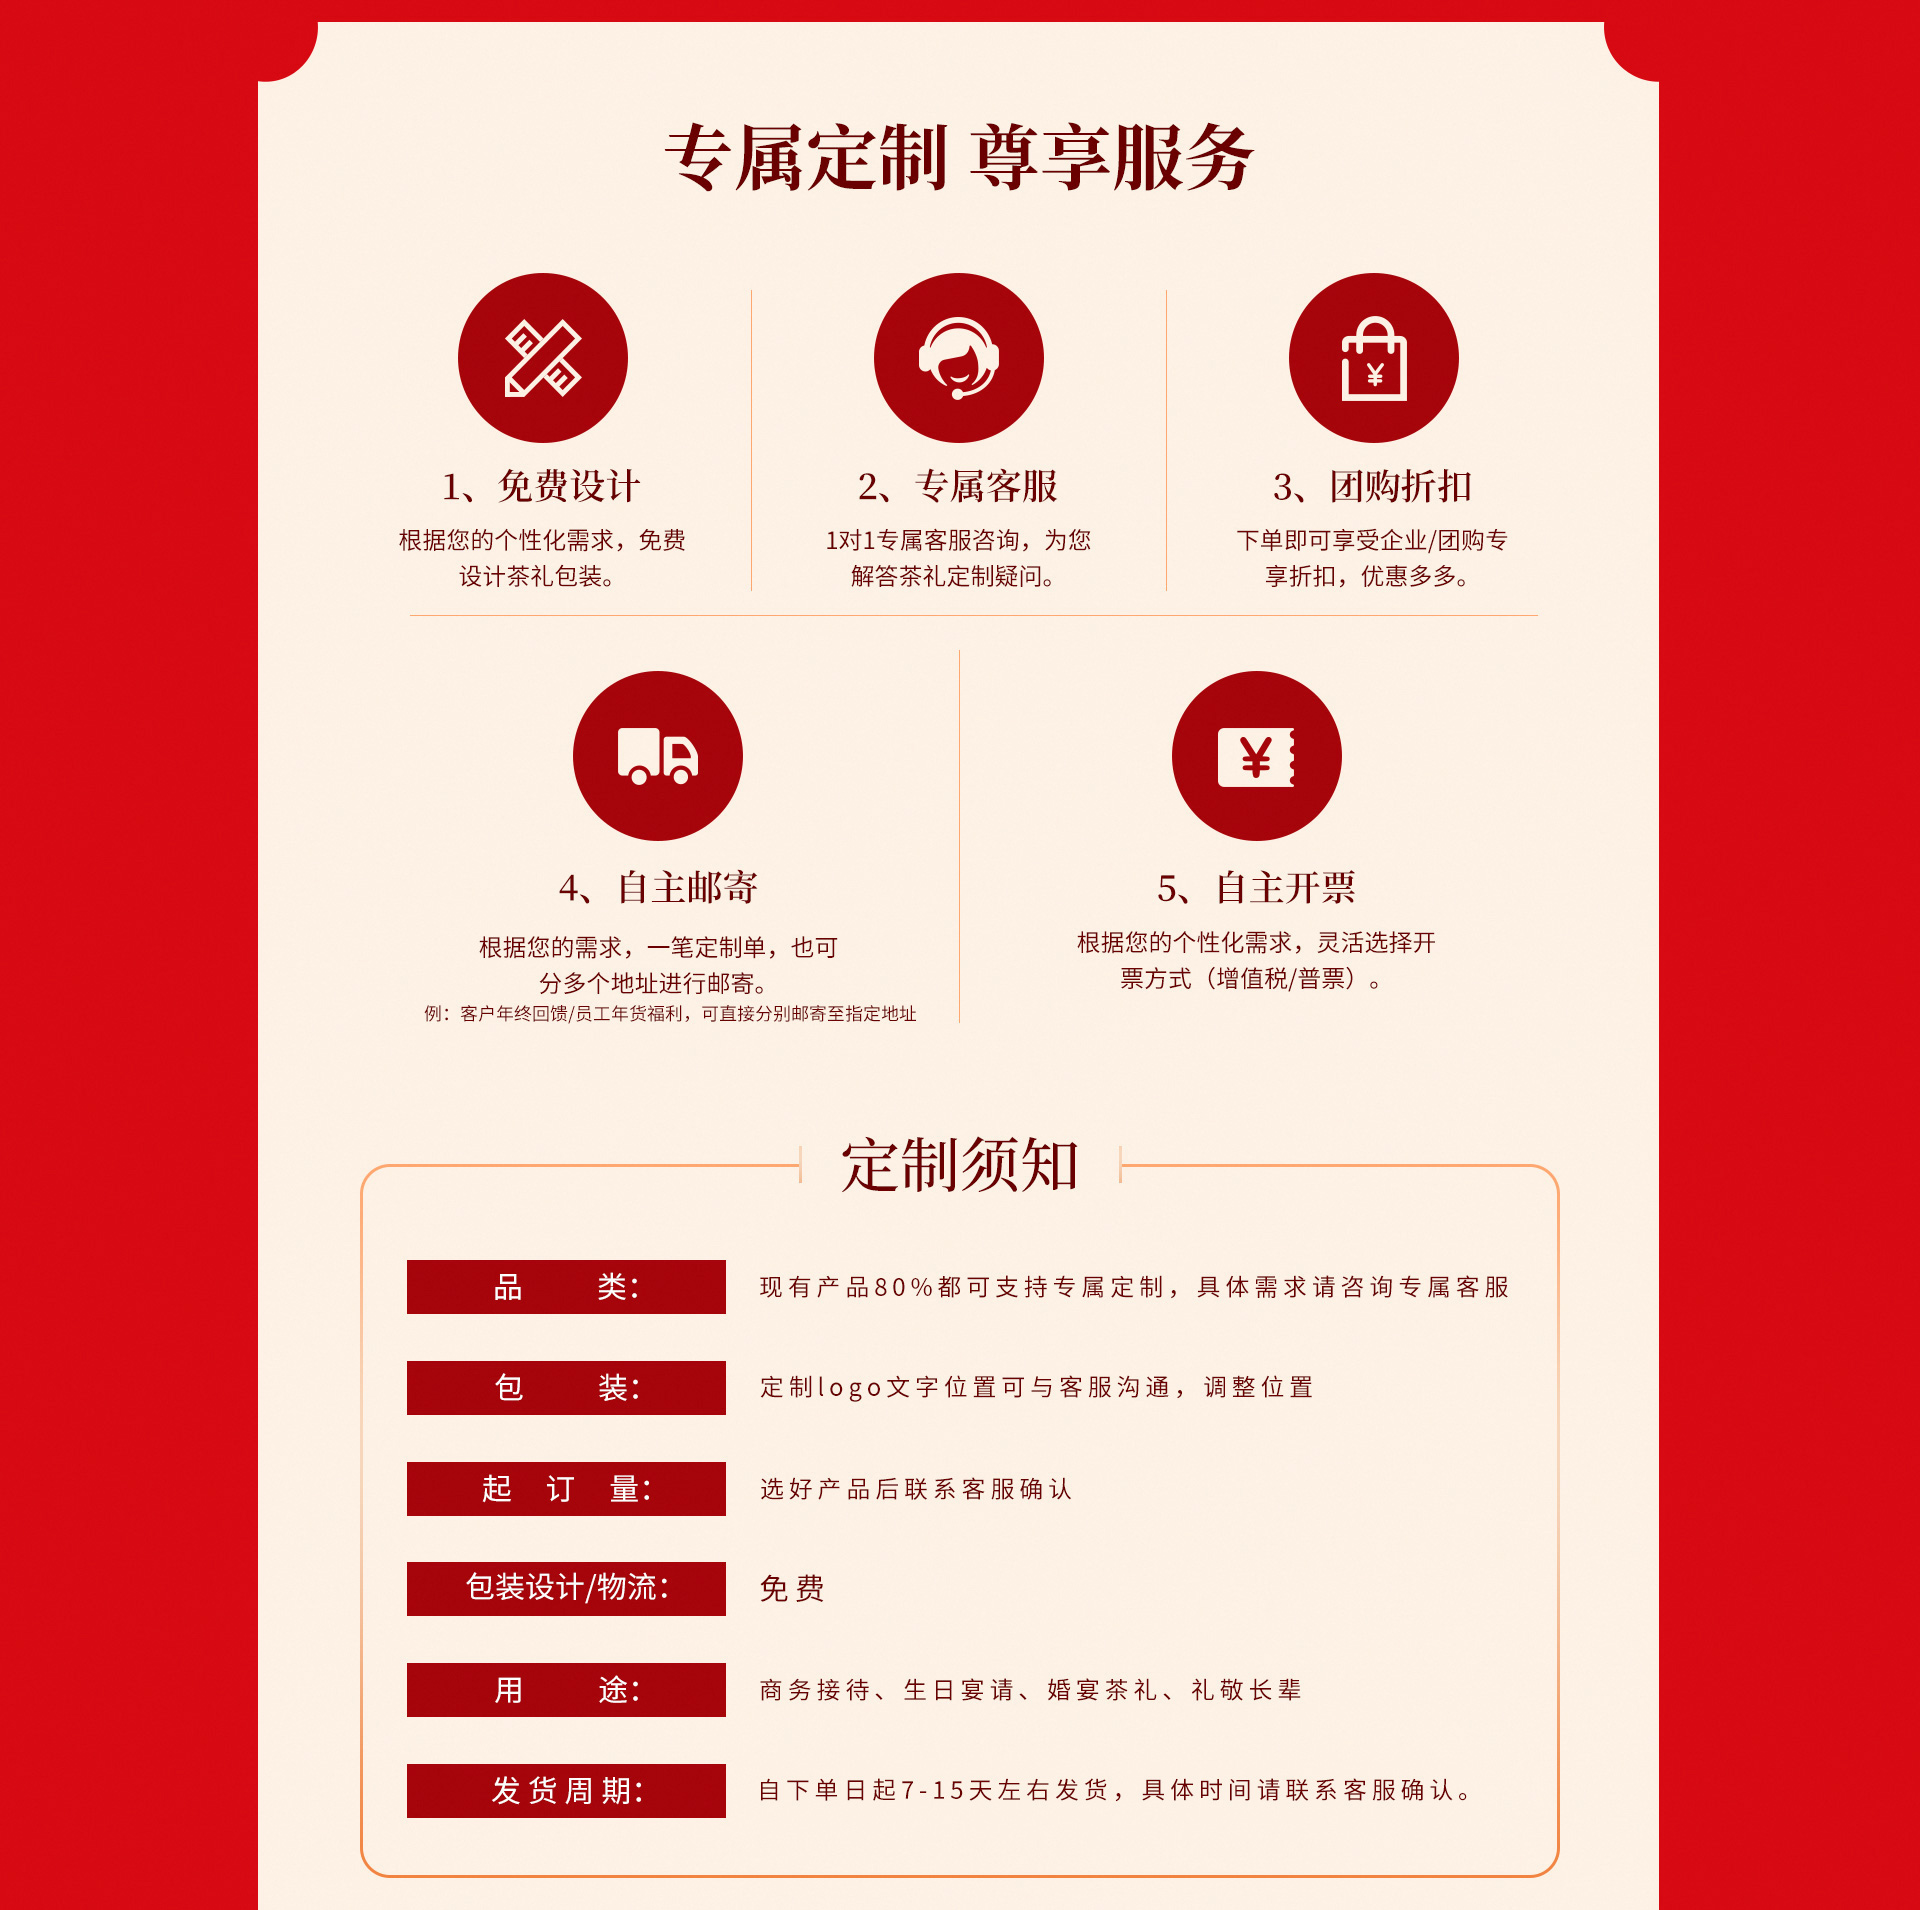 专属定制 尊享服务
1、免费设计
根据您的个性化需求，免费
设计茶礼包装。
2、专属客服
1对1专属客服咨询，为您
解答茶礼定制疑问。
3、团购折扣
下单即可享受企业/团购专
享折扣，优惠多多。
4、自主邮寄
根据您的需求，一笔定制单，也可
分多个地址进行邮寄。
例：客户年终回馈/员工年货福利，可直接分别邮寄至指定地址
5、自主开票
根据您的个性化需求，灵活选择开
票方式（增值税/普票）。
定制须知
品 类：
现有产品80%都可支持专属定制，具体需求请咨询专属客服
包 装：
定制logo文字位置可与客服沟通，调整位置
起 订 量：
选好产品后联系客服确认
包装设计/物流：
免费
用 途：
商务接待、生日宴请、婚宴茶礼、礼敬长辈
发货周期：
自下单日起7-15天左右发货，具体时间请联系客服确认。